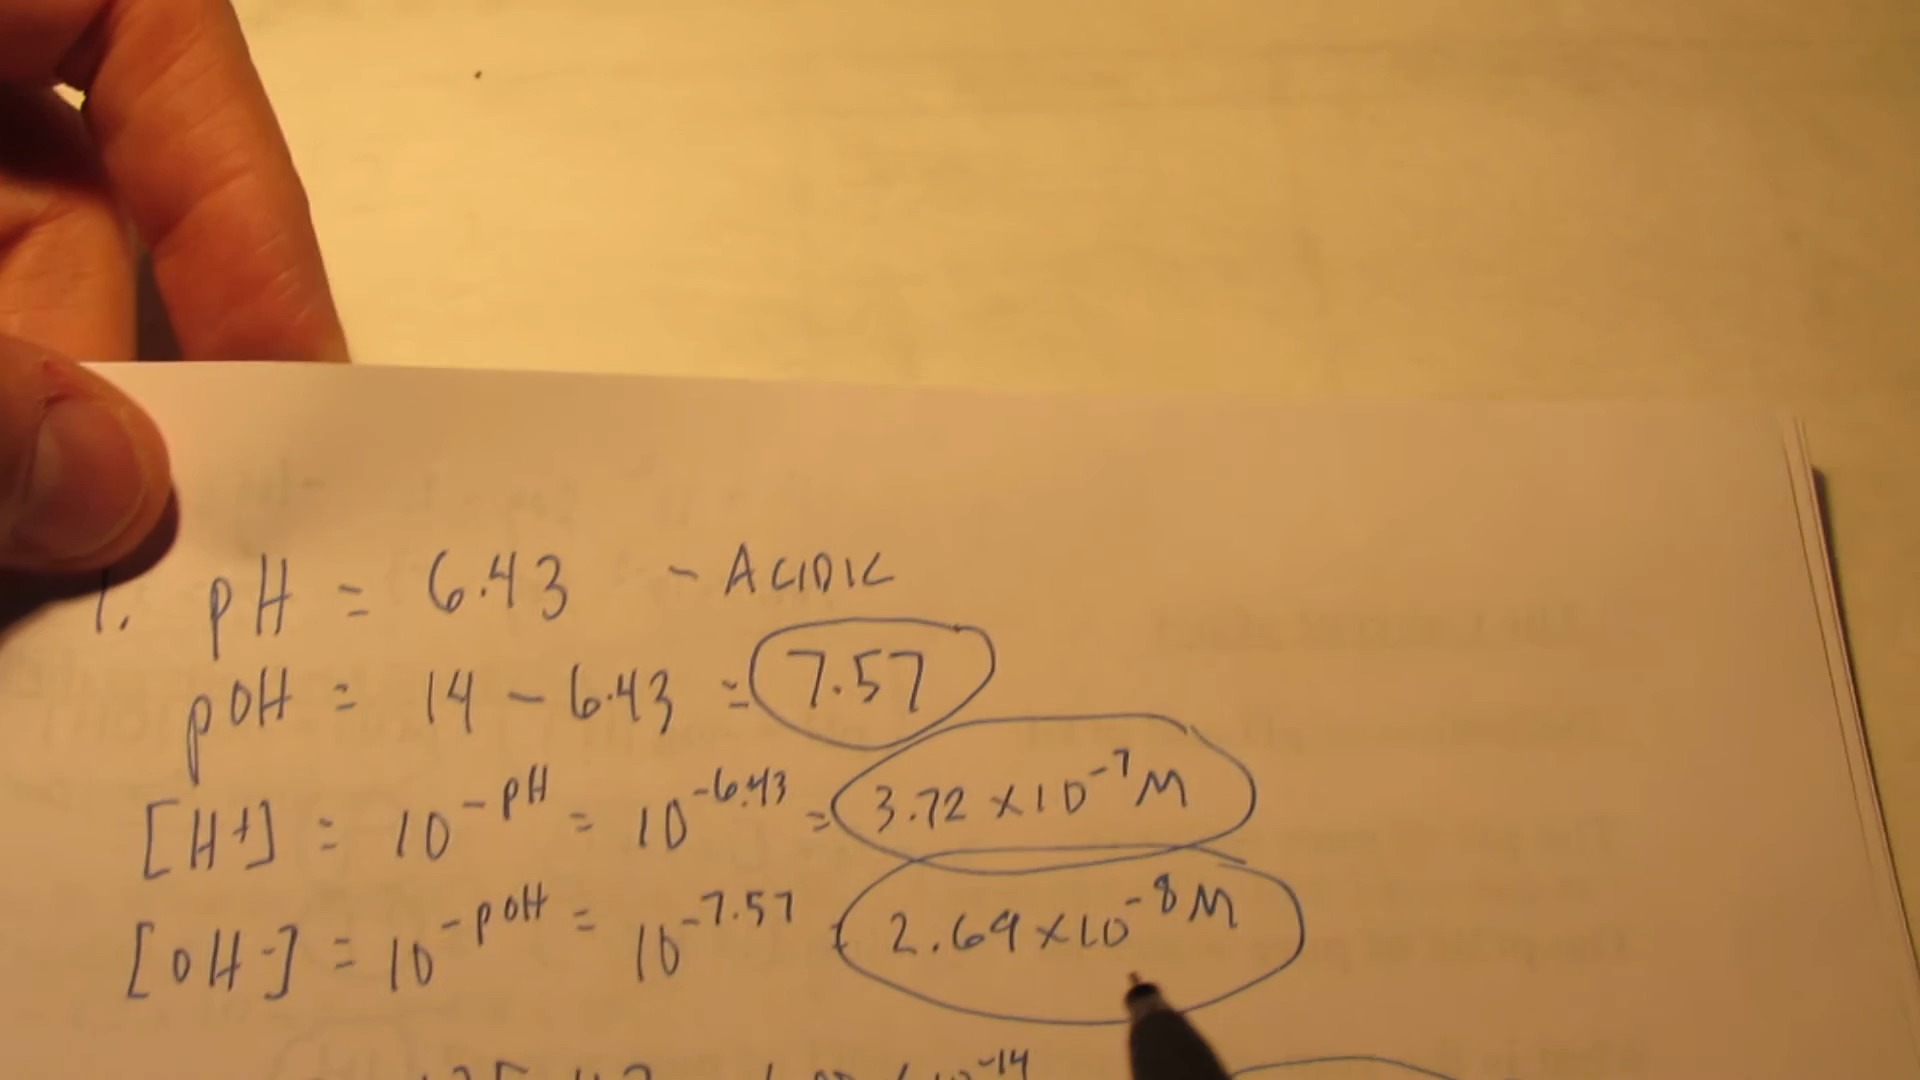 1. pH = 6.43 - ACIDIC
pOH = 14 - 6.43 = 7.57
[H+] = 10^-pH = 10^-6.43 = 3.72 x 10^-7 M
[OH-] = 10^-pOH = 10^-7.57 = 2.69 x 10^-8 M